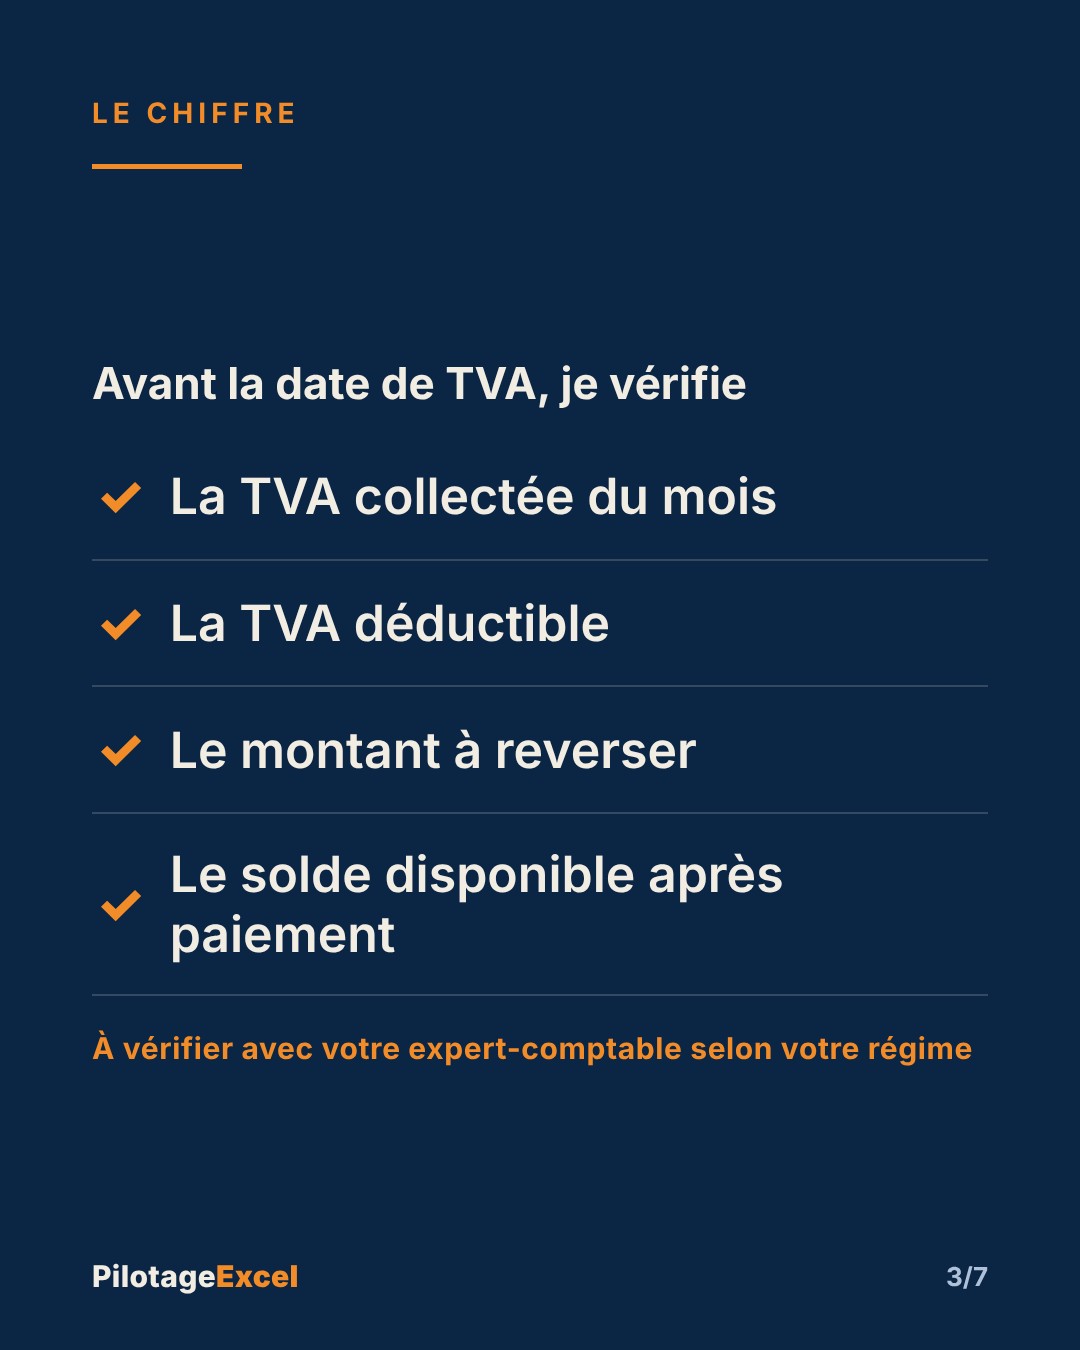 LE CHIFFRE
Avant la date de TVA, je vérifie
La TVA collectée du mois
La TVA déductible
Le montant à reverser
Le solde disponible après
paiement
À vérifier avec votre expert-comptable selon votre régime
PilotageExcel
3/7